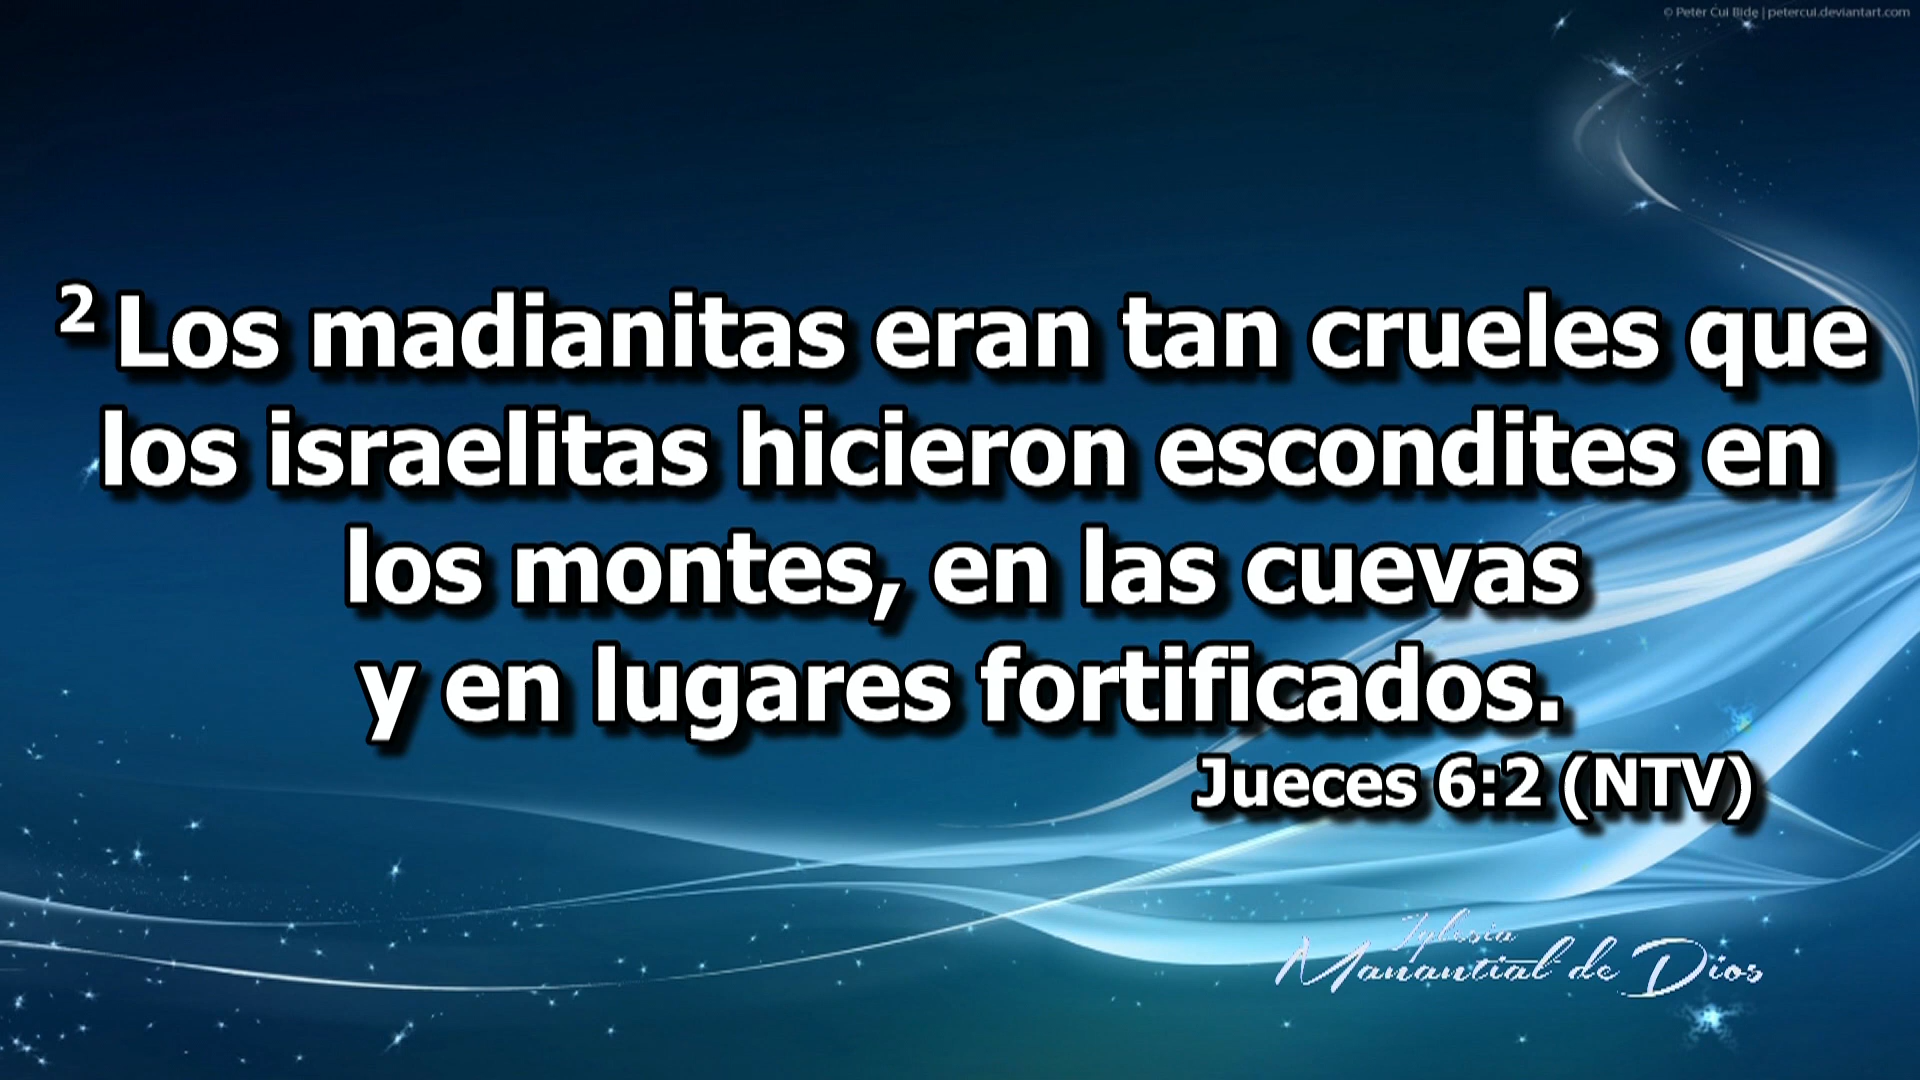 © Peter Cui Bide | petercui.deviantart.com
2 Los madianitas eran tan crueles que
los israelitas hicieron escondites en
los montes, en las cuevas
y en lugares fortificados.
Jueces 6:2 (NTV)
Iglesia
Manantial de Dios